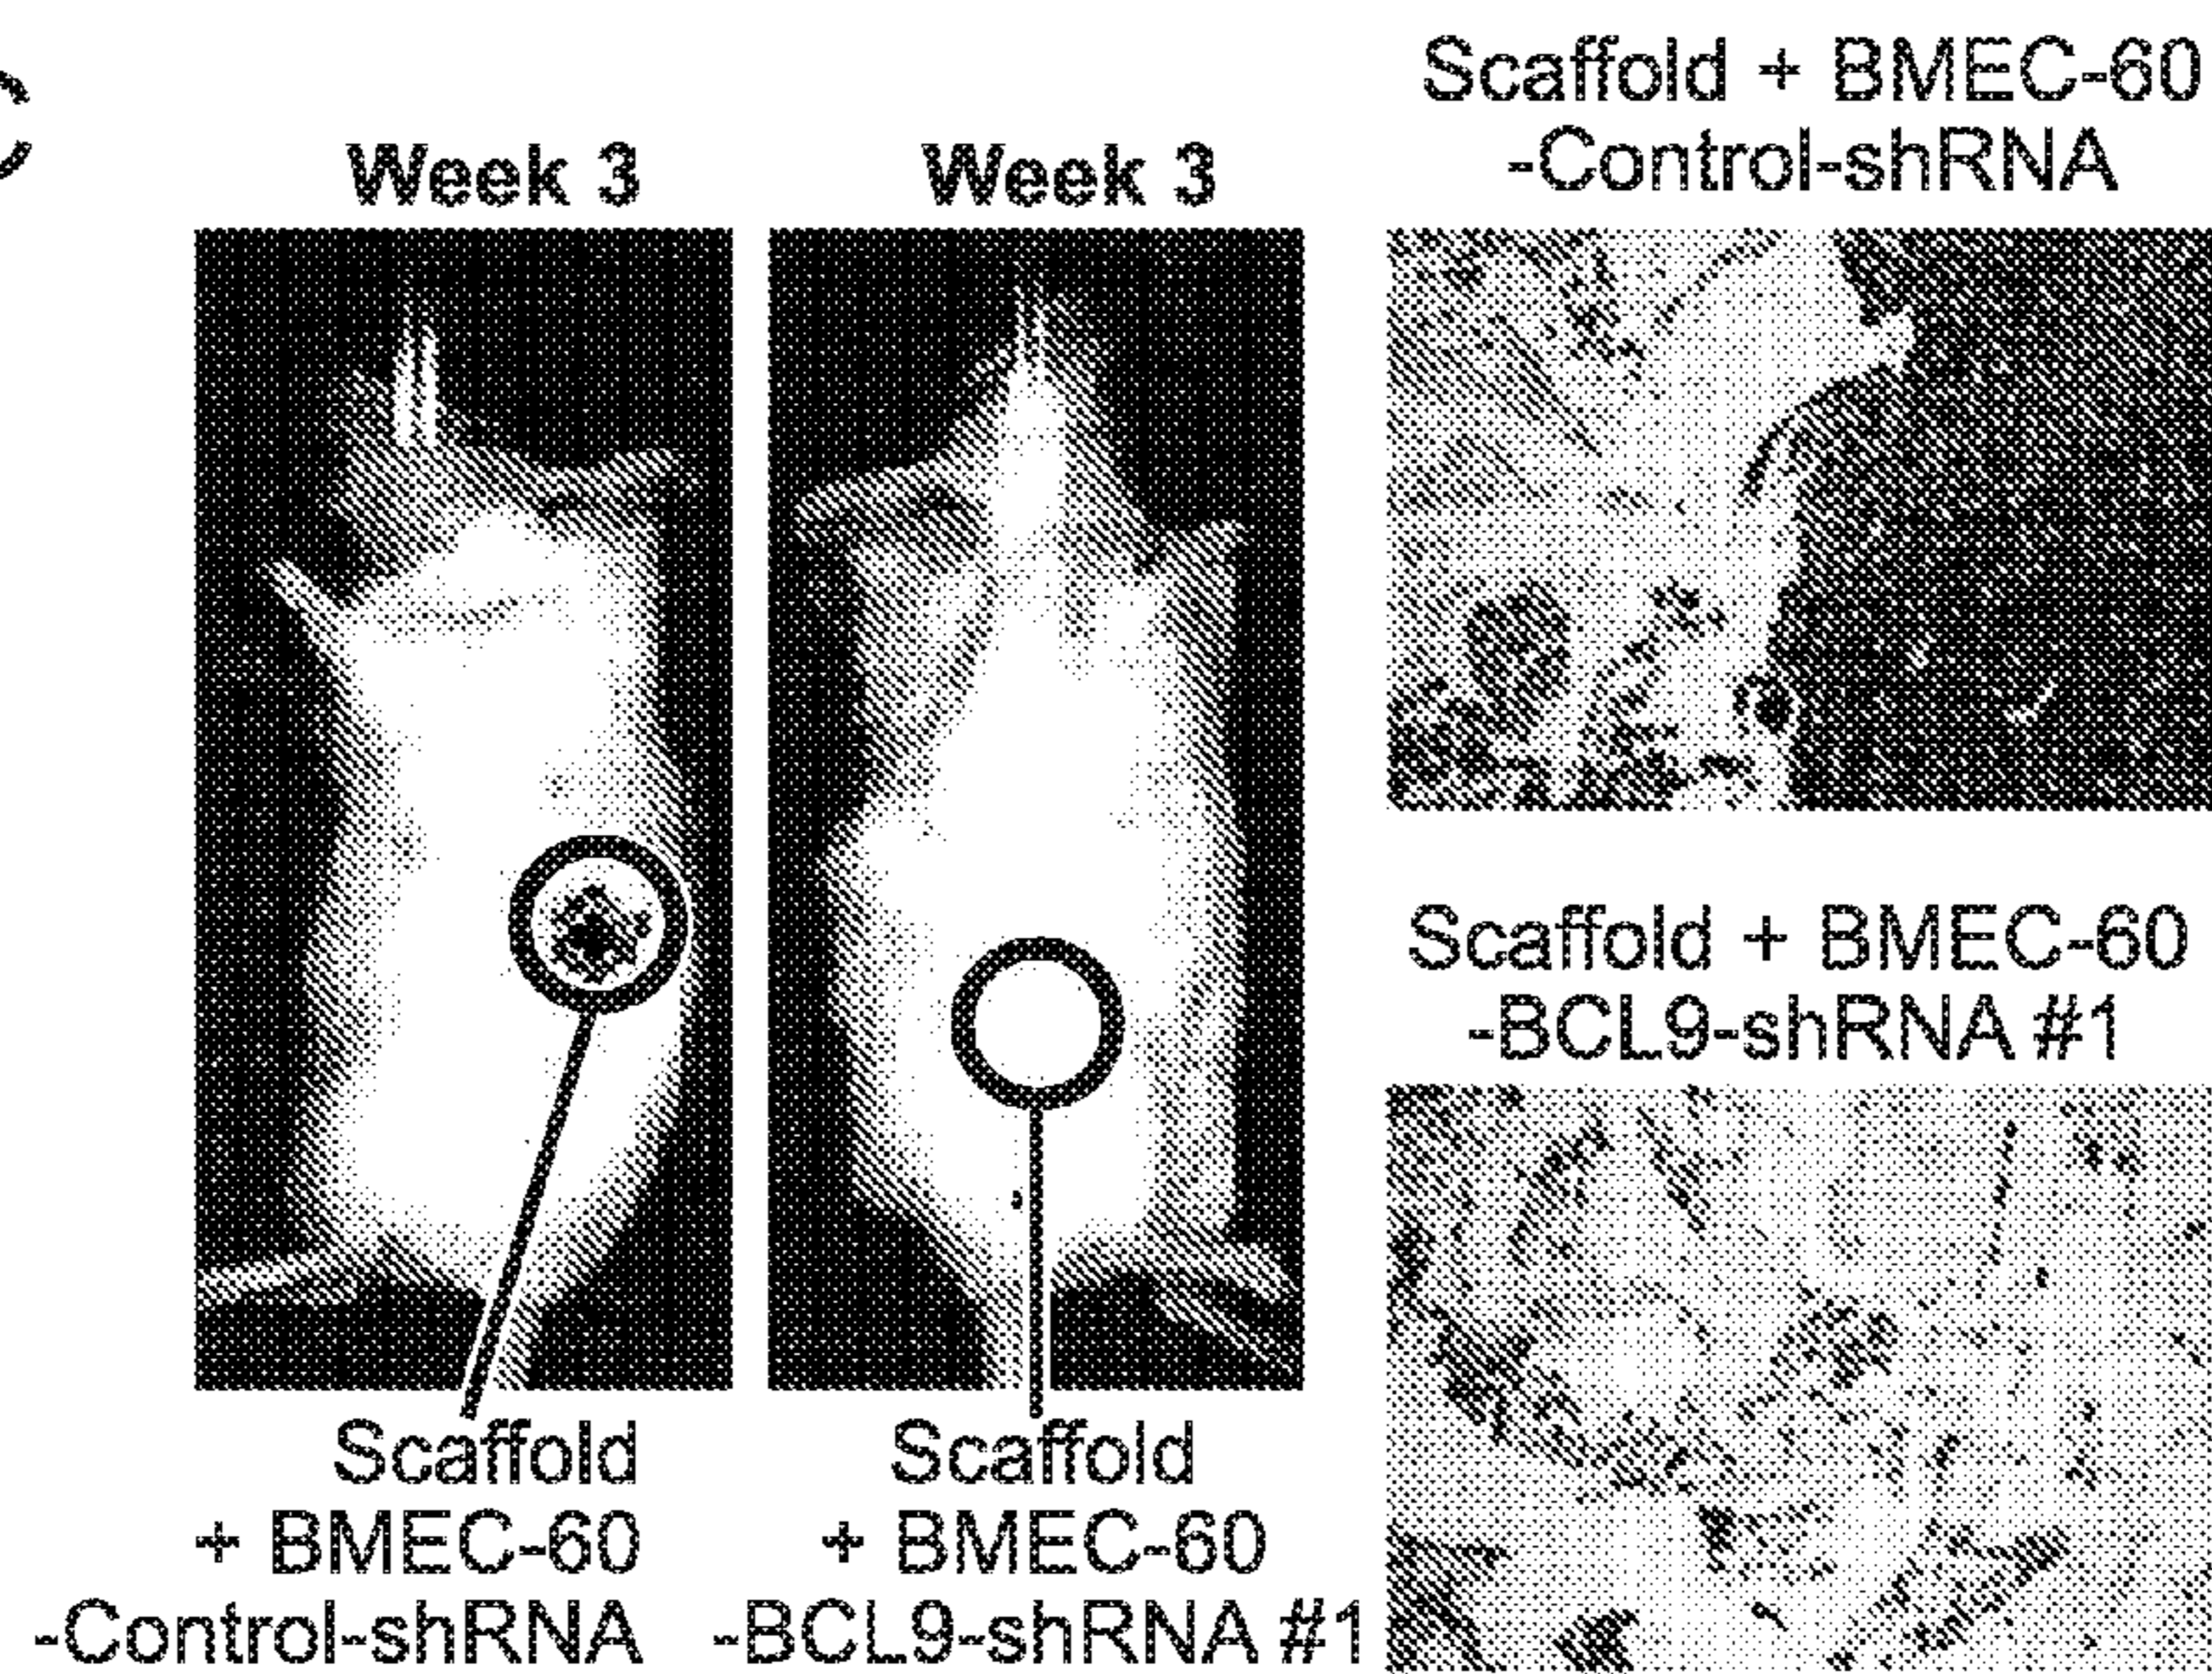 C
Week 3
Week 3
Scaffold + BMEC-60
-Control-shRNA
Scaffold + BMEC-60
-BCL9-shRNA #1
Scaffold
+ BMEC-60
-Control-shRNA
Scaffold
+ BMEC-60
-BCL9-shRNA #1